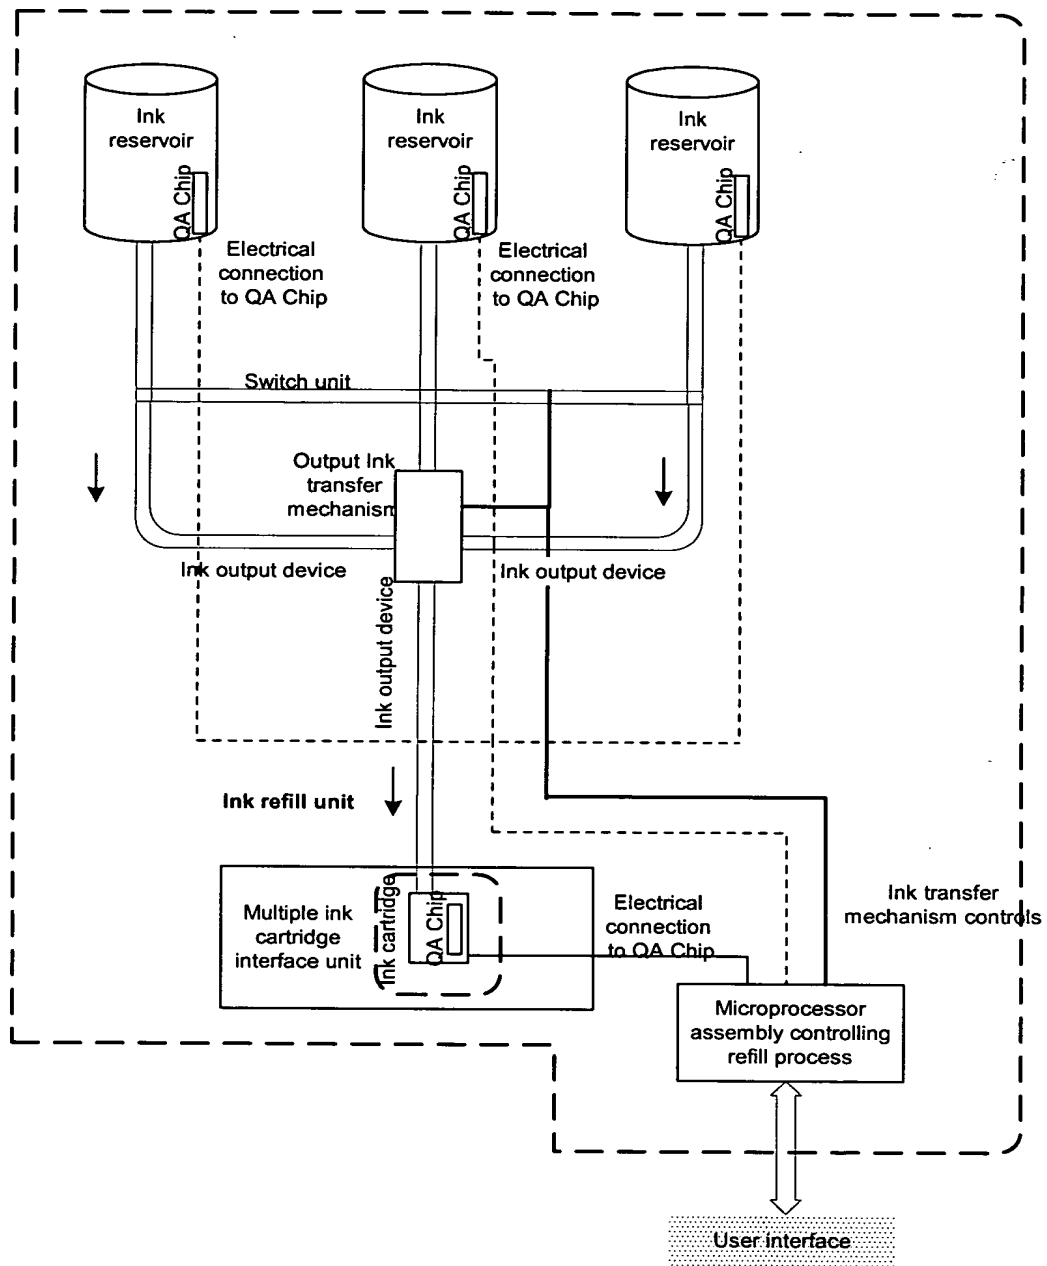 Ink
reservoir
QA Chip
Ink
reservoir
QA Chip
Ink
reservoir
QA Chip
Electrical
connection
to QA Chip
Electrical
connection
to QA Chip
Switch unit
Output Ink
transfer
mechanism
Ink output device
Ink output device
Ink output device
Ink refill unit
Multiple ink
cartridge
interface unit
Ink cartridge
QA Chip
Electrical
connection
to QA Chip
Ink transfer
mechanism controls
Microprocessor
assembly controlling
refill process
User interface